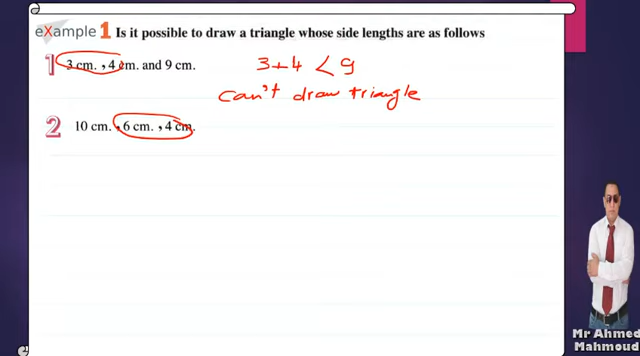 eXample 1 Is it possible to draw a triangle whose side lengths are as follows
1 3 cm. , 4 cm. and 9 cm.
3+4 < 9
can't draw triangle
2 10 cm. , 6 cm. , 4 cm.
Mr Ahmed
Mahmoud